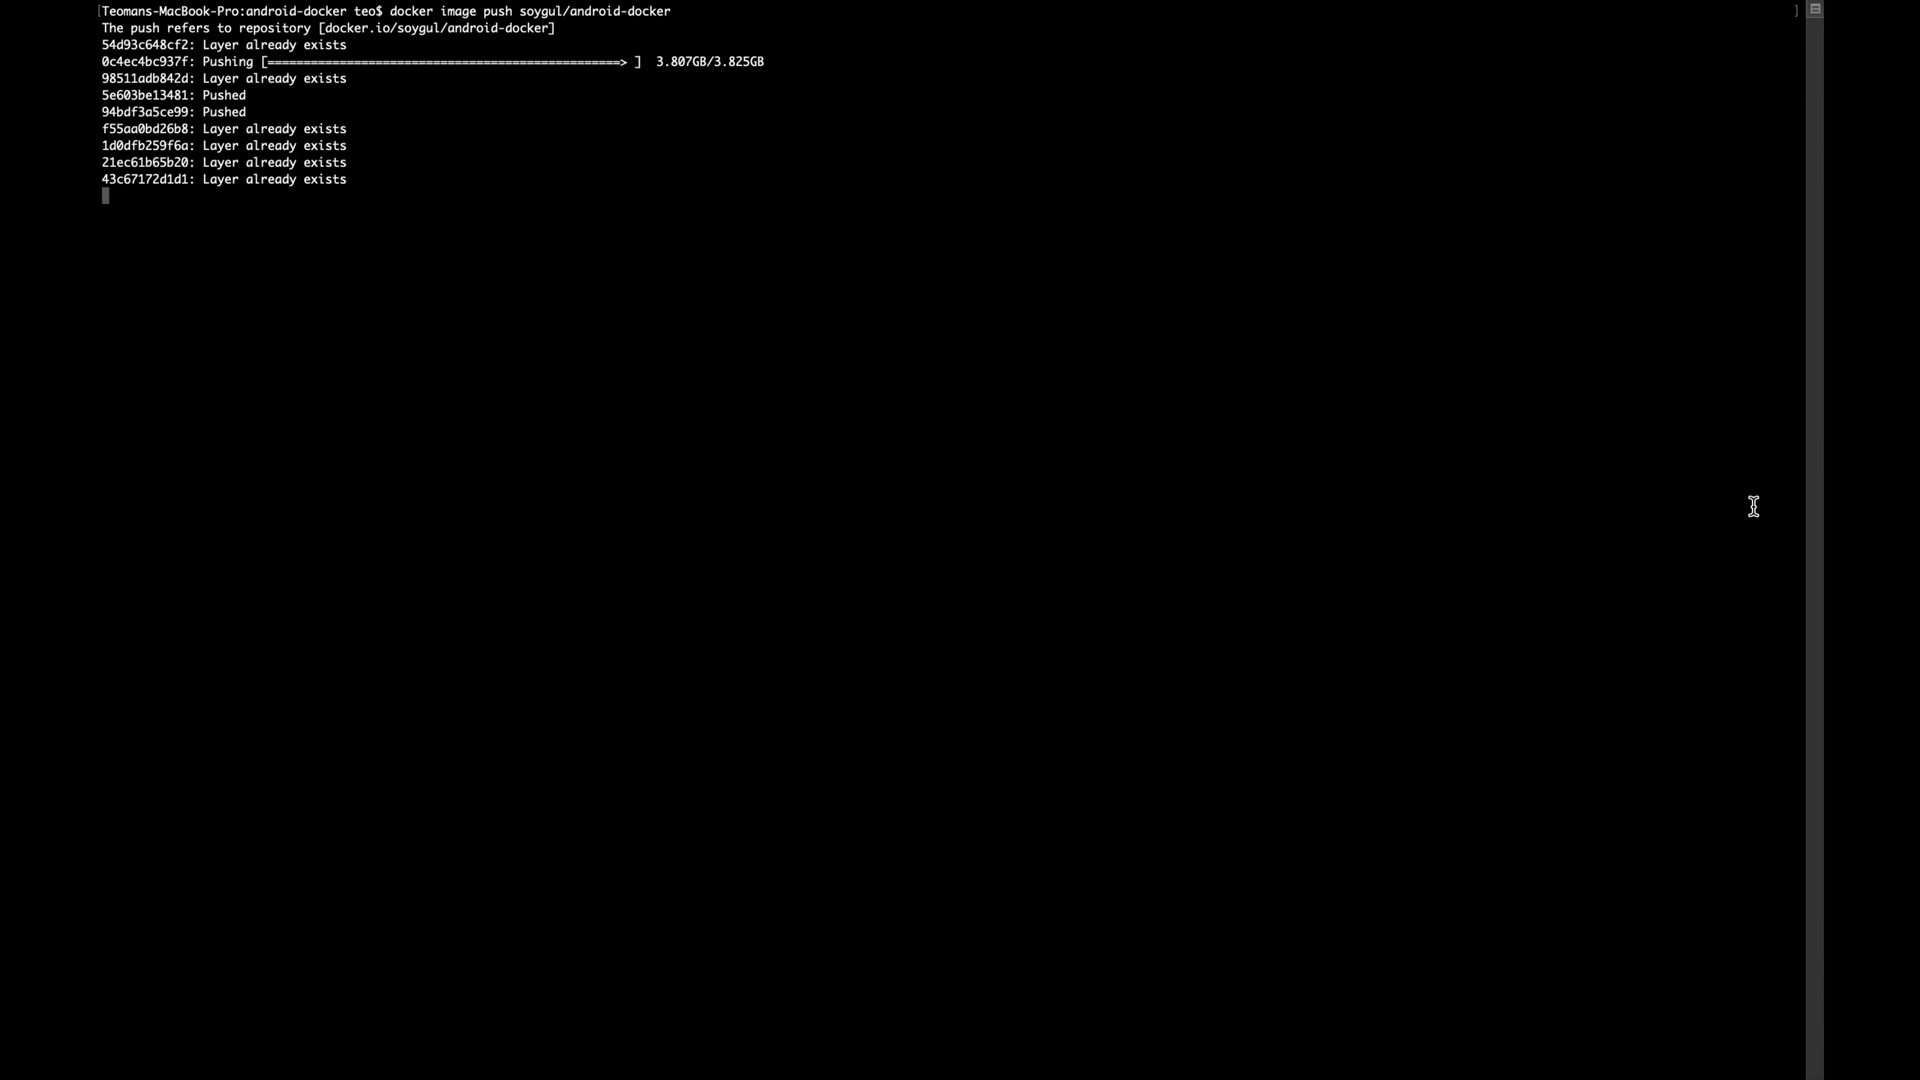 [Teomans-MacBook-Pro:android-docker teo$ docker image push soygul/android-docker ]
The push refers to repository [docker.io/soygul/android-docker]
54d93c648cf2: Layer already exists
0c4ec4bc937f: Pushing [=================================================> ]  3.807GB/3.825GB
98511adb842d: Layer already exists
5e603be13481: Pushed
94bdf3a5ce99: Pushed
f55aa0bd26b8: Layer already exists
1d0dfb259f6a: Layer already exists
21ec61b65b20: Layer already exists
43c67172d1d1: Layer already exists